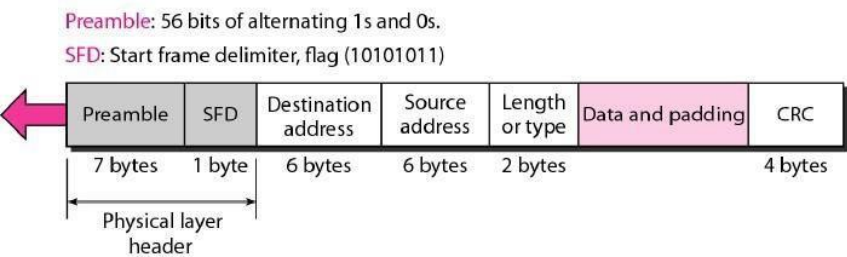 Preamble: 56 bits of alternating 1s and 0s.
SFD: Start frame delimiter, flag (10101011)
Preamble
SFD
Destination
address
Source
address
Length
or type
Data and padding
CRC
7 bytes
1 byte
6 bytes
6 bytes
2 bytes
4 bytes
Physical layer
header